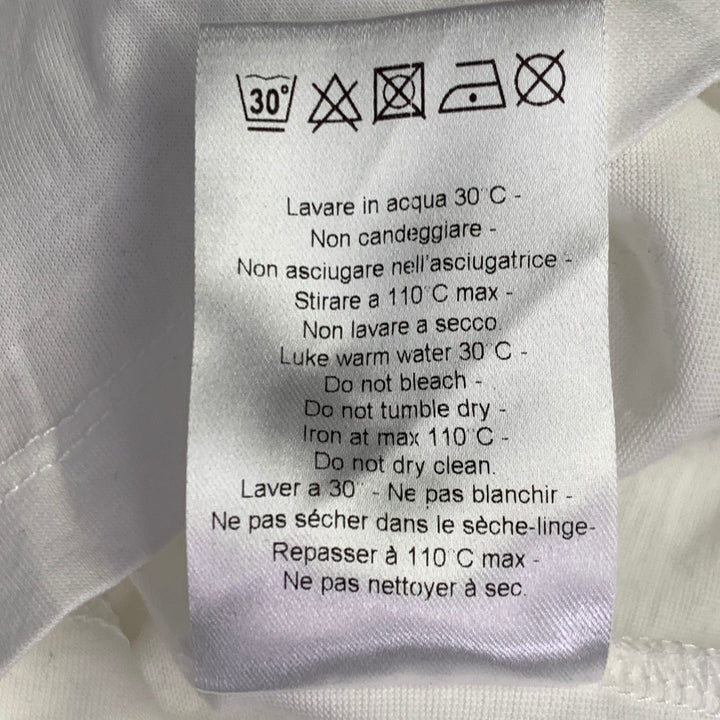 30°
Lavare in acqua 30°C -
Non candeggiare -
Non asciugare nell'asciugatrice -
Stirare a 110°C max -
Non lavare a secco.
Luke warm water 30°C -
Do not bleach -
Do not tumble dry -
Iron at max 110°C -
Do not dry clean.
Laver a 30° - Ne pas blanchir -
Ne pas sécher dans le sèche-linge-
Repasser à 110°C max -
Ne pas nettoyer à sec.